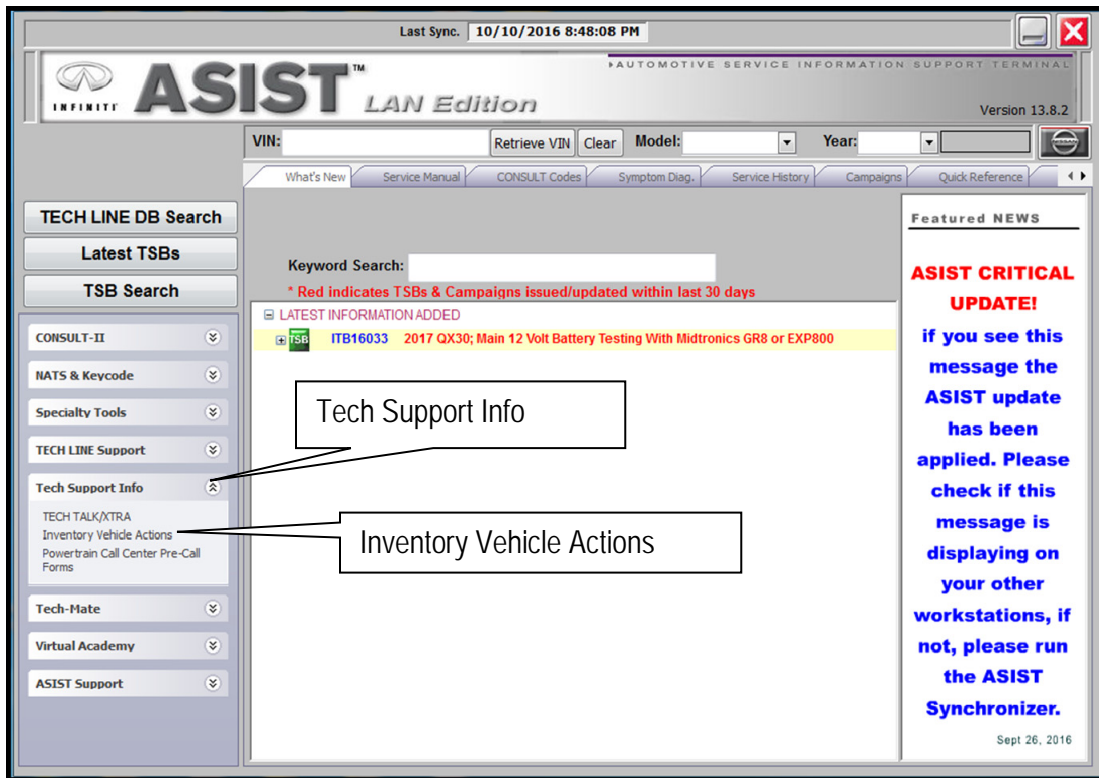 Last Sync. 10/10/2016 8:48:08 PM
AUTOMOTIVE SERVICE INFORMATION SUPPORT TERMINAL
INFINITI ASIST™ LAN Edition
Version 13.8.2
VIN: Retrieve VIN Clear Model: Year: NISSAN
What's New Service Manual CONSULT Codes Symptom Diag. Service History Campaigns Quick Reference
TECH LINE DB Search
Latest TSBs
TSB Search
CONSULT-II
NATS & Keycode
Specialty Tools
TECH LINE Support
Tech Support Info
TECH TALK/XTRA
Inventory Vehicle Actions
Powertrain Call Center Pre-Call
Forms
Tech-Mate
Virtual Academy
ASIST Support
Keyword Search:
* Red indicates TSBs & Campaigns issued/updated within last 30 days
LATEST INFORMATION ADDED
TSB ITB16033 2017 QX30; Main 12 Volt Battery Testing With Midtronics GR8 or EXP800
Tech Support Info
Inventory Vehicle Actions
Featured NEWS
ASIST CRITICAL
UPDATE!
if you see this
message the
ASIST update
has been
applied. Please
check if this
message is
displaying on
your other
workstations, if
not, please run
the ASIST
Synchronizer.
Sept 26, 2016